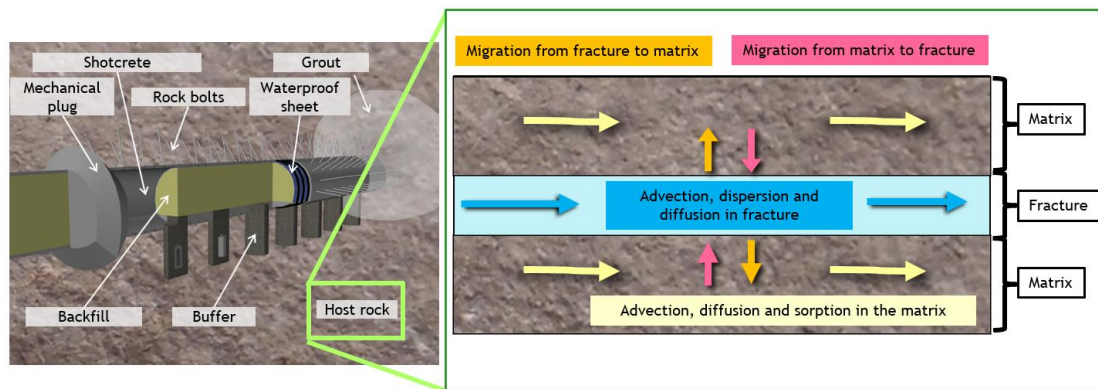 Shotcrete
Grout
Mechanical
plug
Rock bolts
Waterproof
sheet
Backfill
Buffer
Host rock
Migration from fracture to matrix
Migration from matrix to fracture
Matrix
Advection, dispersion and
diffusion in fracture
Fracture
Matrix
Advection, diffusion and sorption in the matrix